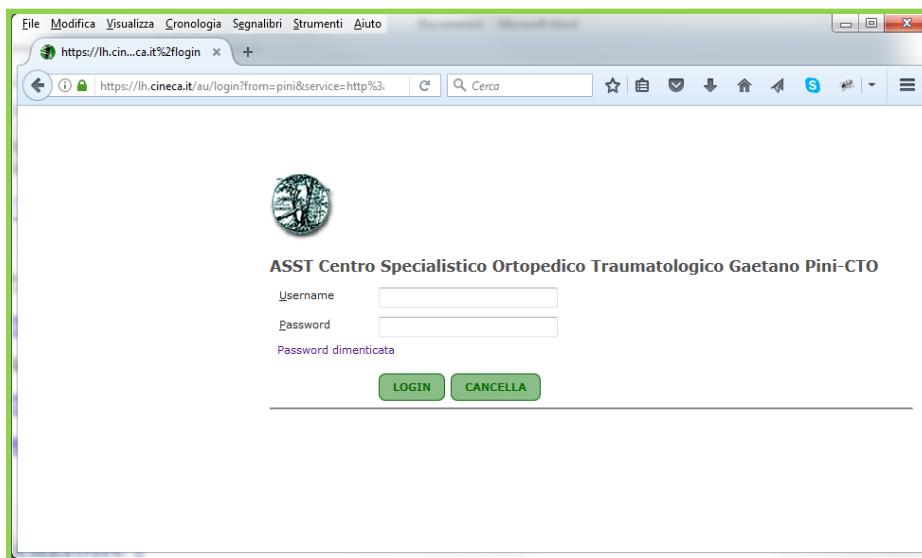 File Modifica Visualizza Cronologia Segnalibri Strumenti Aiuto
https://lh.cin...ca.it%2flogin × +
https://lh.cineca.it/au/login?from=pini&service=http%3a Cerca
ASST Centro Specialistico Ortopedico Traumatologico Gaetano Pini-CTO
Username
Password
Password dimenticata
LOGIN CANCELLA